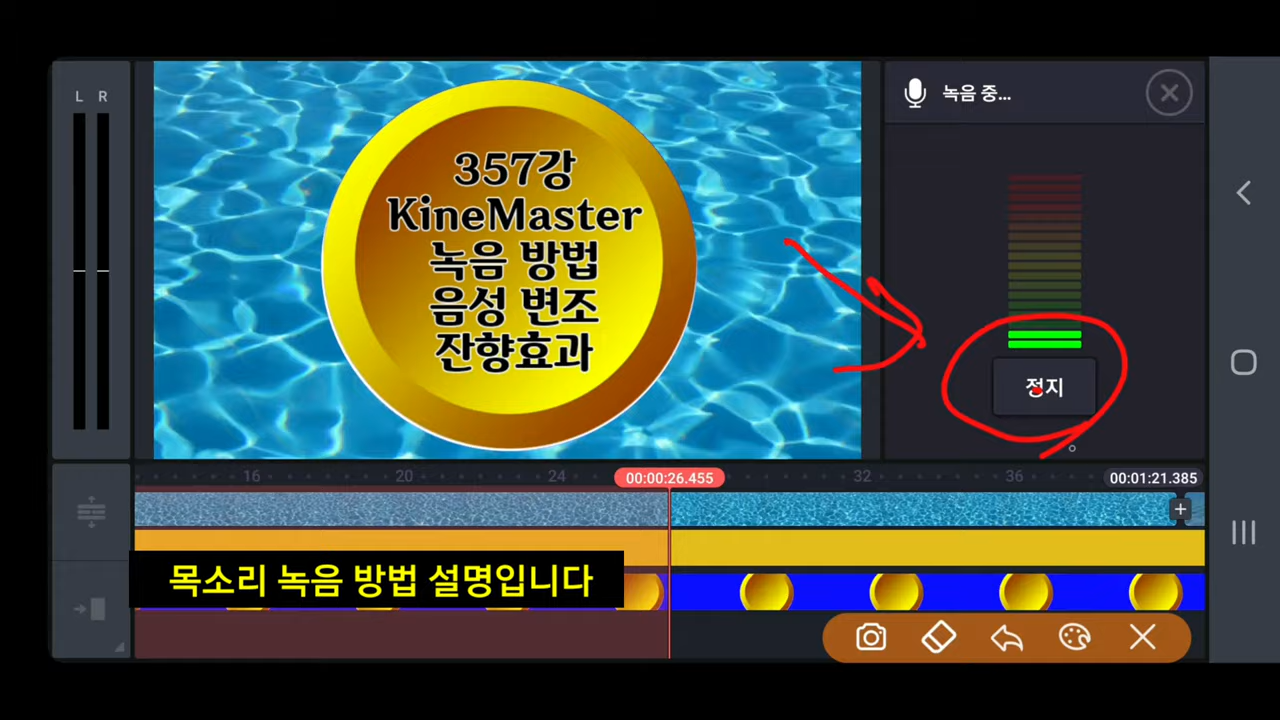 L R
녹음 중...
357강
KineMaster
녹음 방법
음성 변조
잔향효과
정지
16 20 24 00:00:26.455 32 36 00:01:21.385
목소리 녹음 방법 설명입니다